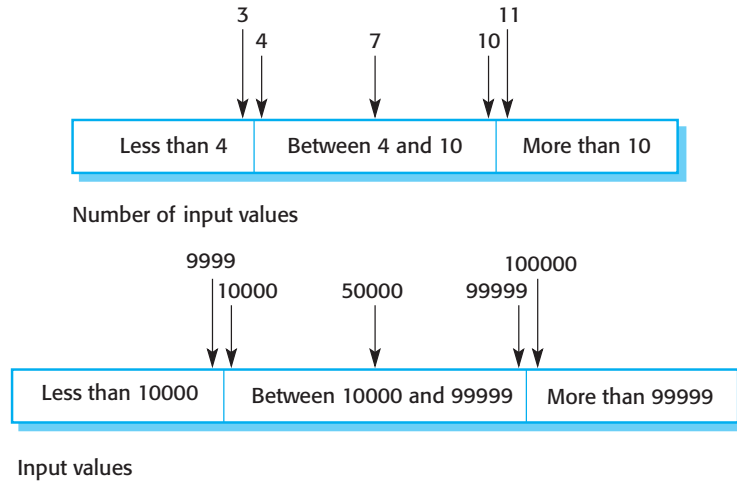 3 11
4 7 10
Less than 4 Between 4 and 10 More than 10
Number of input values
9999 100000
10000 50000 99999
Less than 10000 Between 10000 and 99999 More than 99999
Input values